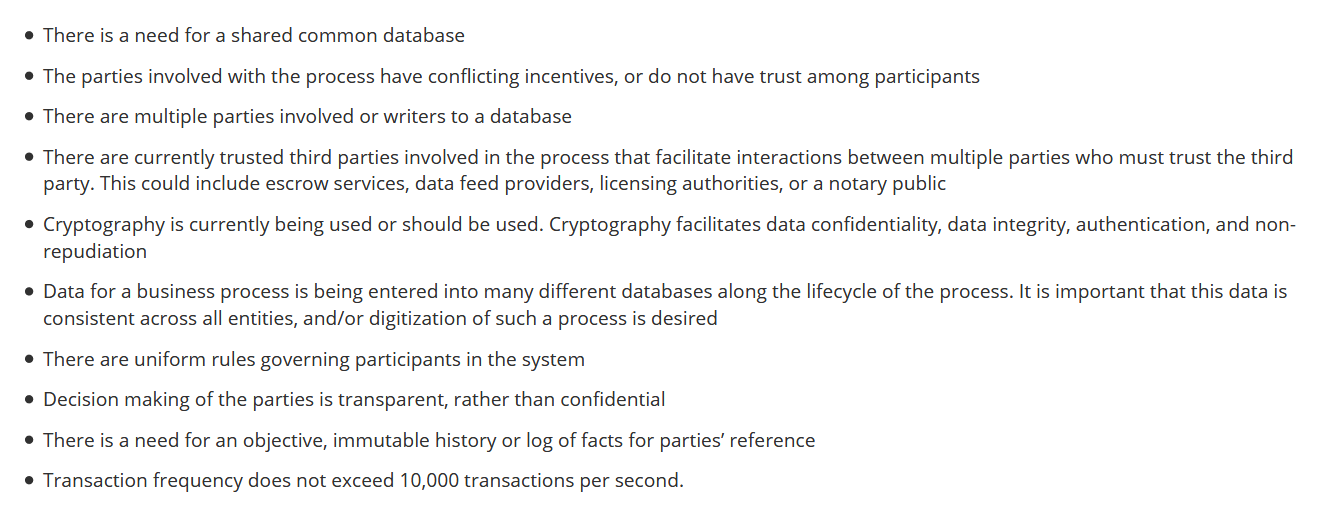 • There is a need for a shared common database
• The parties involved with the process have conflicting incentives, or do not have trust among participants
• There are multiple parties involved or writers to a database
• There are currently trusted third parties involved in the process that facilitate interactions between multiple parties who must trust the third
party. This could include escrow services, data feed providers, licensing authorities, or a notary public
• Cryptography is currently being used or should be used. Cryptography facilitates data confidentiality, data integrity, authentication, and non-
repudiation
• Data for a business process is being entered into many different databases along the lifecycle of the process. It is important that this data is
consistent across all entities, and/or digitization of such a process is desired
• There are uniform rules governing participants in the system
• Decision making of the parties is transparent, rather than confidential
• There is a need for an objective, immutable history or log of facts for parties’ reference
• Transaction frequency does not exceed 10,000 transactions per second.